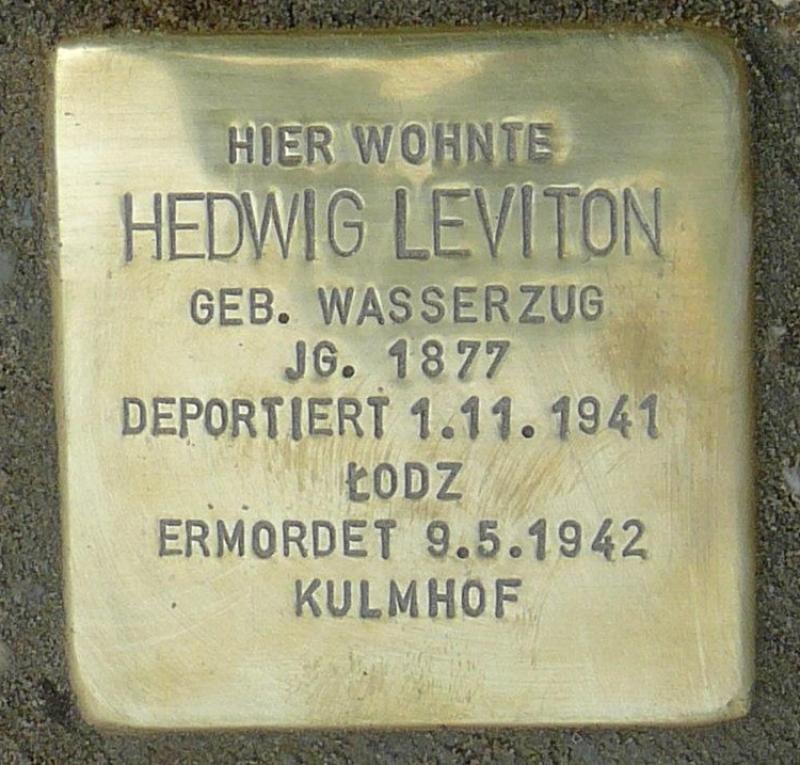 HIER WOHNTE
HEDWIG LEVITON
GEB. WASSERZUG
JG. 1877
DEPORTIERT 1.11.1941
ŁODZ
ERMORDET 9.5.1942
KULMHOF